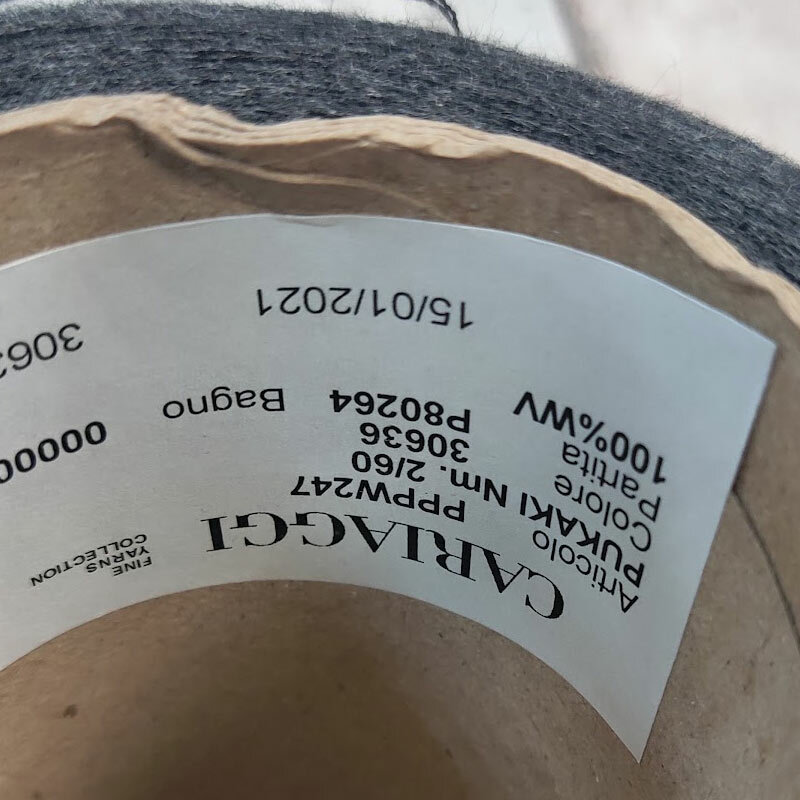 CARIAGGI
FINE
YARNS
COLLECTION
Articolo PPPW247
PUKAKI Nm. 2/60
Colore 30636
Partita P80264 Bagno
100%WV
15/01/2021